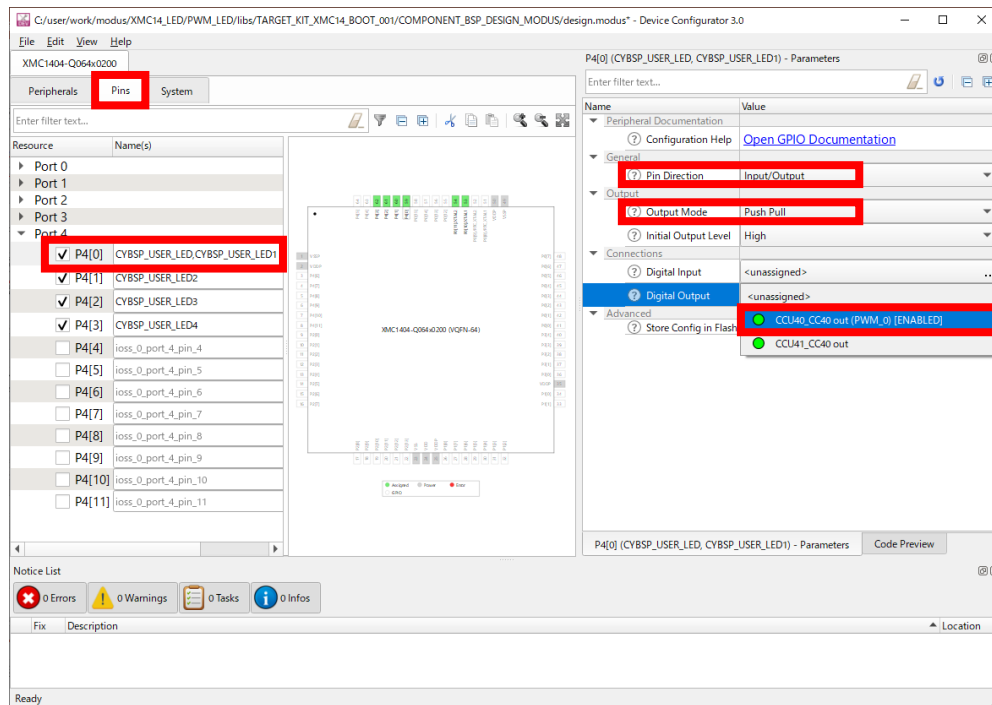 C:/user/work/modus/XMC14_LED/PWM_LED/libs/TARGET_KIT_XMC14_BOOT_001/COMPONENT_BSP_DESIGN_MODUS/design.modus* - Device Configurator 3.0
File Edit View Help
XMC1404-Q064x0200
Peripherals Pins System
Enter filter text...
Resource Name(s)
Port 0
Port 1
Port 2
Port 3
Port 4
P4[0] CYBSP_USER_LED,CYBSP_USER_LED1
P4[1] CYBSP_USER_LED2
P4[2] CYBSP_USER_LED3
P4[3] CYBSP_USER_LED4
P4[4] ioss_0_port_4_pin_4
P4[5] ioss_0_port_4_pin_5
P4[6] ioss_0_port_4_pin_6
P4[7] ioss_0_port_4_pin_7
P4[8] ioss_0_port_4_pin_8
P4[9] ioss_0_port_4_pin_9
P4[10] ioss_0_port_4_pin_10
P4[11] ioss_0_port_4_pin_11
XMC1404-Q064x0200 (VQFN-64)
Assigned Power Error
GPIO
P4[0] (CYBSP_USER_LED, CYBSP_USER_LED1) - Parameters
Enter filter text...
Name Value
Peripheral Documentation
Configuration Help Open GPIO Documentation
General
Pin Direction Input/Output
Output
Output Mode Push Pull
Initial Output Level High
Connections
Digital Input <unassigned> ...
Digital Output <unassigned>
CCU40_CC40 out (PWM_0) [ENABLED]
CCU41_CC40 out
Advanced
Store Config in Flash
P4[0] (CYBSP_USER_LED, CYBSP_USER_LED1) - Parameters Code Preview
Notice List
0 Errors 0 Warnings 0 Tasks 0 Infos
Fix Description Location
Ready